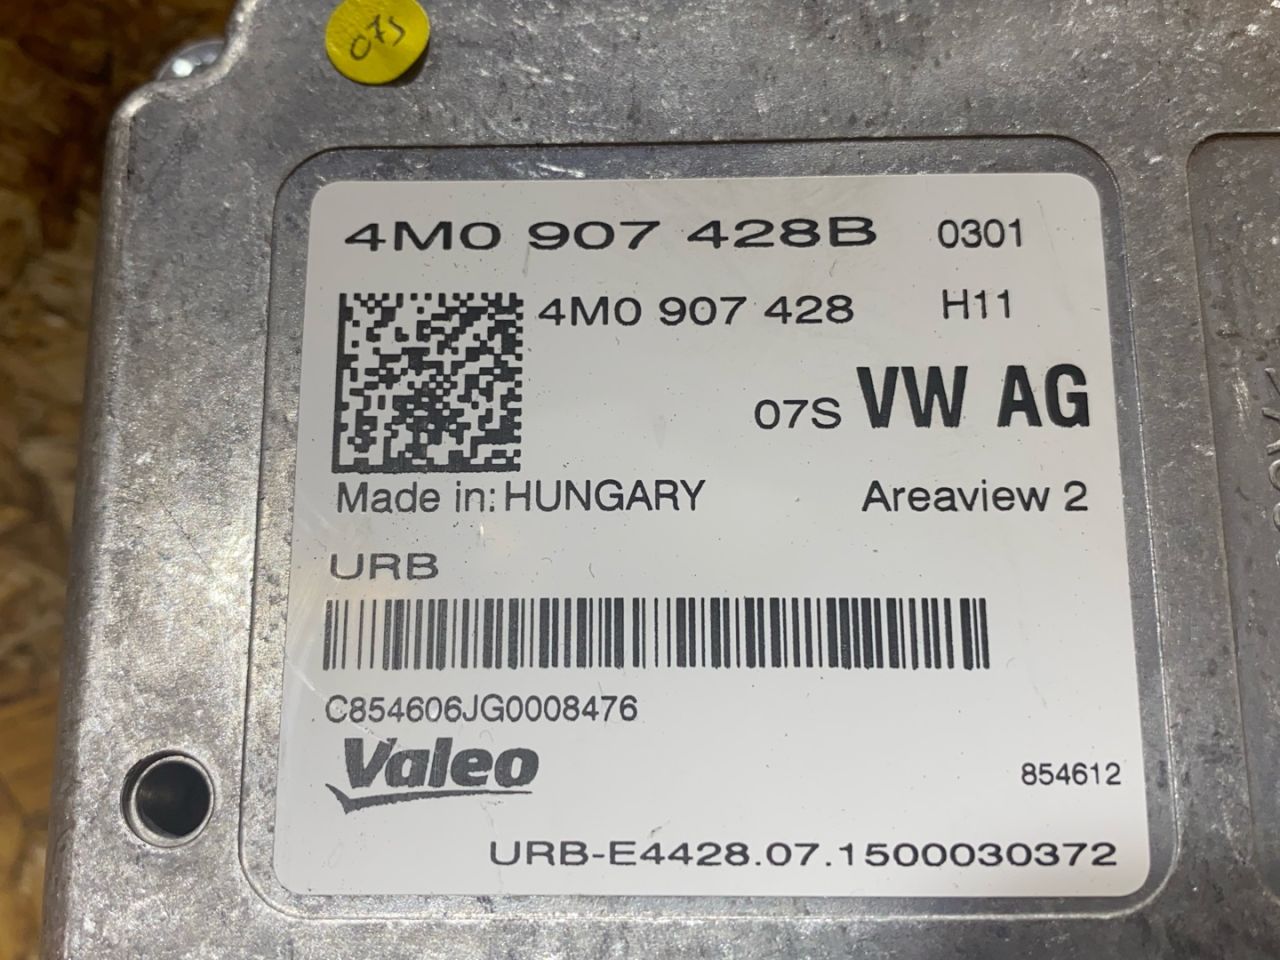 07S
4M0 907 428B 0301
4M0 907 428 H11
07S VW AG
Made in: HUNGARY Areaview 2
URB
C854606JG0008476
Valeo
854612
URB-E4428.07.1500030372